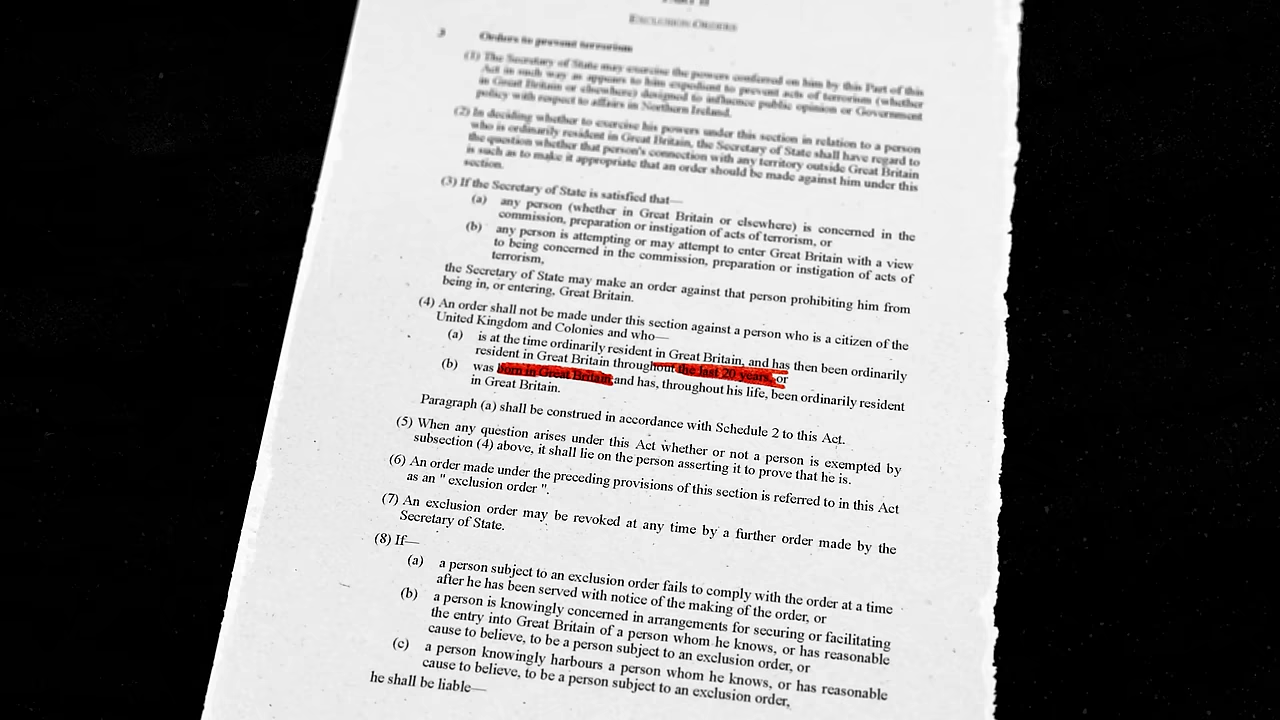 PART II
EXCLUSION ORDERS
3 Orders to prevent terrorism
(1) The Secretary of State may exercise the powers conferred on him by this Part of this
Act in such way as appears to him expedient to prevent acts of terrorism (whether
in Great Britain or elsewhere) designed to influence public opinion or Government
policy with respect to affairs in Northern Ireland.
(2) In deciding whether to exercise his powers under this section in relation to a person
who is ordinarily resident in Great Britain, the Secretary of State shall have regard to
the question whether that person's connection with any territory outside Great Britain
is such as to make it appropriate that an order should be made against him under this
section.
(3) If the Secretary of State is satisfied that—
(a) any person (whether in Great Britain or elsewhere) is concerned in the
commission, preparation or instigation of acts of terrorism, or
(b) any person is attempting or may attempt to enter Great Britain with a view
to being concerned in the commission, preparation or instigation of acts of
terrorism,
the Secretary of State may make an order against that person prohibiting him from
being in, or entering, Great Britain.
(4) An order shall not be made under this section against a person who is a citizen of the
United Kingdom and Colonies and who—
(a) is at the time ordinarily resident in Great Britain, and has then been ordinarily
resident in Great Britain throughout the last 20 years, or
(b) was born in Great Britain and has, throughout his life, been ordinarily resident
in Great Britain.
Paragraph (a) shall be construed in accordance with Schedule 2 to this Act.
(5) When any question arises under this Act whether or not a person is exempted by
subsection (4) above, it shall lie on the person asserting it to prove that he is.
(6) An order made under the preceding provisions of this section is referred to in this Act
as an " exclusion order ".
(7) An exclusion order may be revoked at any time by a further order made by the
Secretary of State.
(8) If—
(a) a person subject to an exclusion order fails to comply with the order at a time
after he has been served with notice of the making of the order, or
(b) a person is knowingly concerned in arrangements for securing or facilitating
the entry into Great Britain of a person whom he knows, or has reasonable
cause to believe, to be a person subject to an exclusion order, or
(c) a person knowingly harbours a person whom he knows, or has reasonable
cause to believe, to be a person subject to an exclusion order,
he shall be liable—